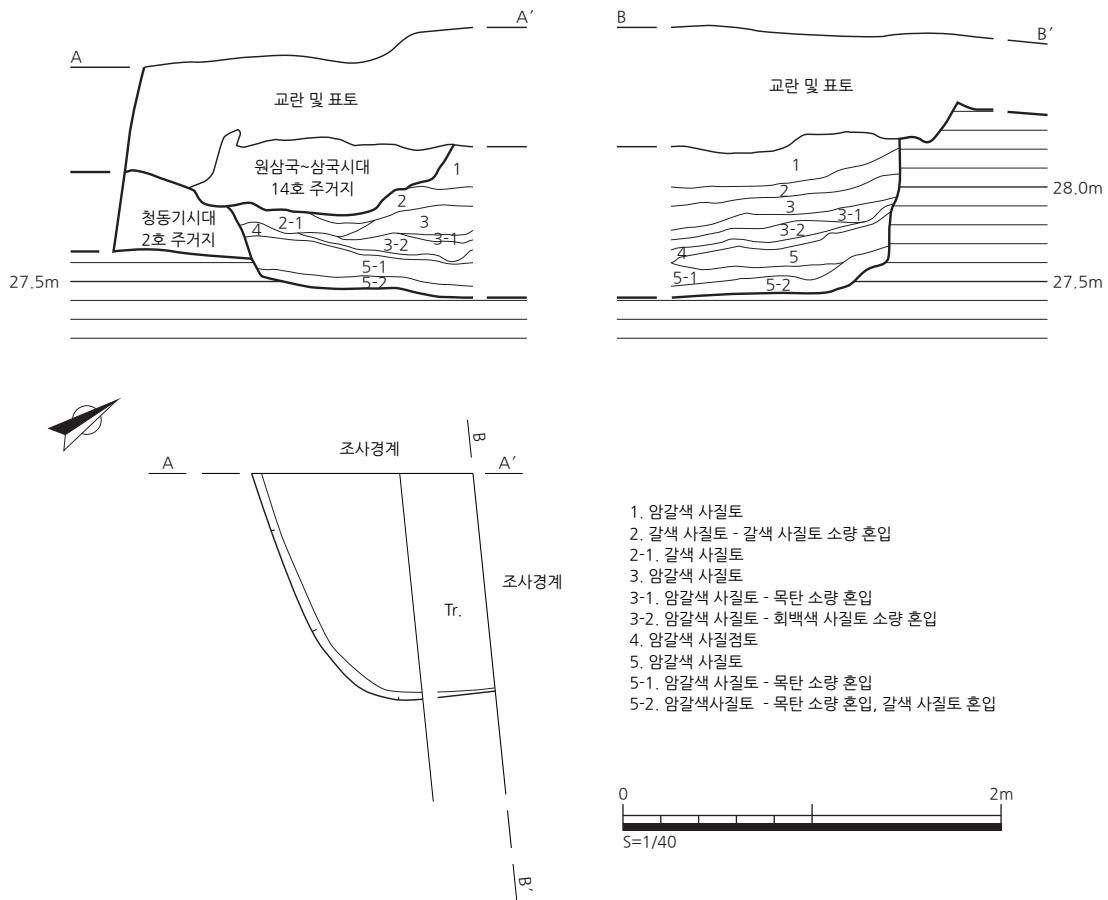 A
A′
교란 및 표토
원삼국~삼국시대
14호 주거지
청동기시대
2호 주거지
1
2
2-1
3
3-1
3-2
4
5-1
5-2
27.5m
B
B′
교란 및 표토
1
2
3
3-1
3-2
4
5
5-1
5-2
28.0m
27.5m
조사경계
B
A
A′
조사경계
Tr.
B′
1. 암갈색 사질토
2. 갈색 사질토 - 갈색 사질토 소량 혼입
2-1. 갈색 사질토
3. 암갈색 사질토
3-1. 암갈색 사질토 - 목탄 소량 혼입
3-2. 암갈색 사질토 - 회백색 사질토 소량 혼입
4. 암갈색 사질점토
5. 암갈색 사질토
5-1. 암갈색 사질토 - 목탄 소량 혼입
5-2. 암갈색사질토 - 목탄 소량 혼입, 갈색 사질토 혼입
0
2m
S=1/40